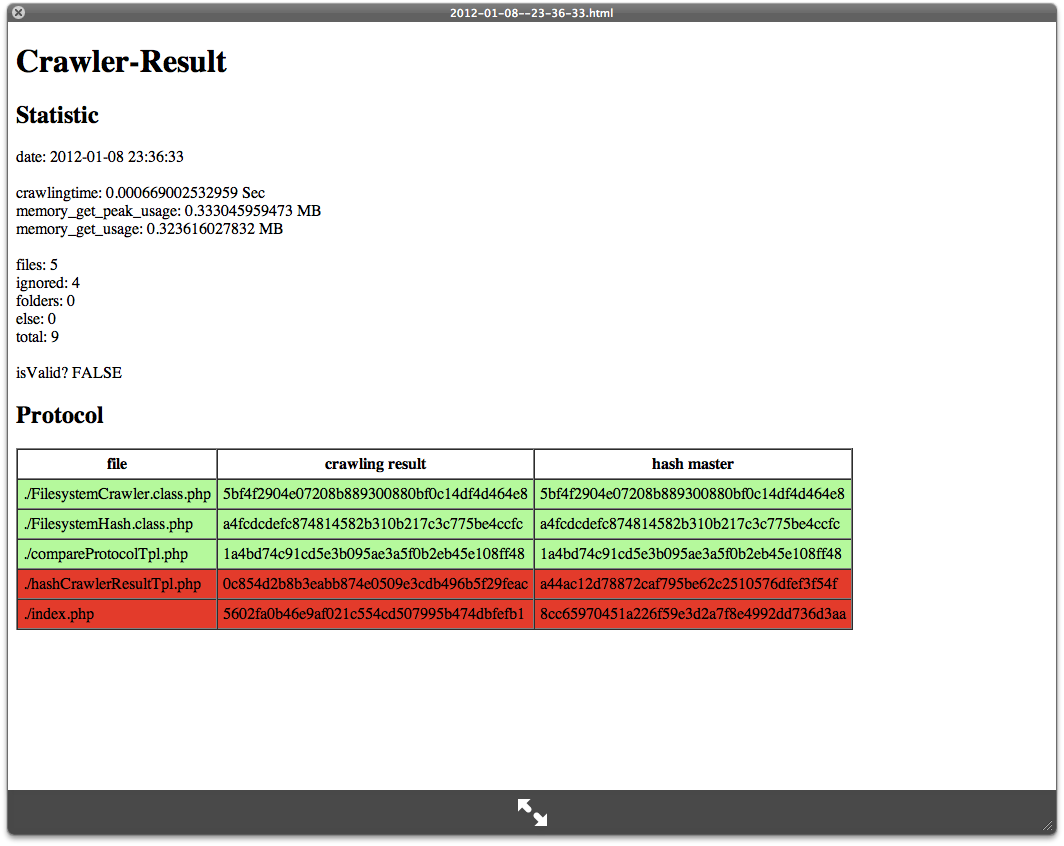 2012-01-08--23-36-33.html
Crawler-Result
Statistic
date: 2012-01-08 23:36:33
crawlingtime: 0.000669002532959 Sec
memory_get_peak_usage: 0.333045959473 MB
memory_get_usage: 0.323616027832 MB
files: 5
ignored: 4
folders: 0
else: 0
total: 9
isValid? FALSE
Protocol
file crawling result hash master
./FilesystemCrawler.class.php 5bf4f2904e07208b889300880bf0c14df4d464e8 5bf4f2904e07208b889300880bf0c14df4d464e8
./FilesystemHash.class.php a4fcdcdefc874814582b310b217c3c775be4ccfc a4fcdcdefc874814582b310b217c3c775be4ccfc
./compareProtocolTpl.php 1a4bd74c91cd5e3b095ae3a5f0b2eb45e108ff48 1a4bd74c91cd5e3b095ae3a5f0b2eb45e108ff48
./hashCrawlerResultTpl.php 0c854d2b8b3eabb874e0509e3cdb496b5f29feac a44ac12d78872caf795be62c2510576dfef3f54f
./index.php 5602fa0b46e9af021c554cd507995b474dbfefb1 8cc65970451a226f59e3d2a7f8e4992dd736d3aa